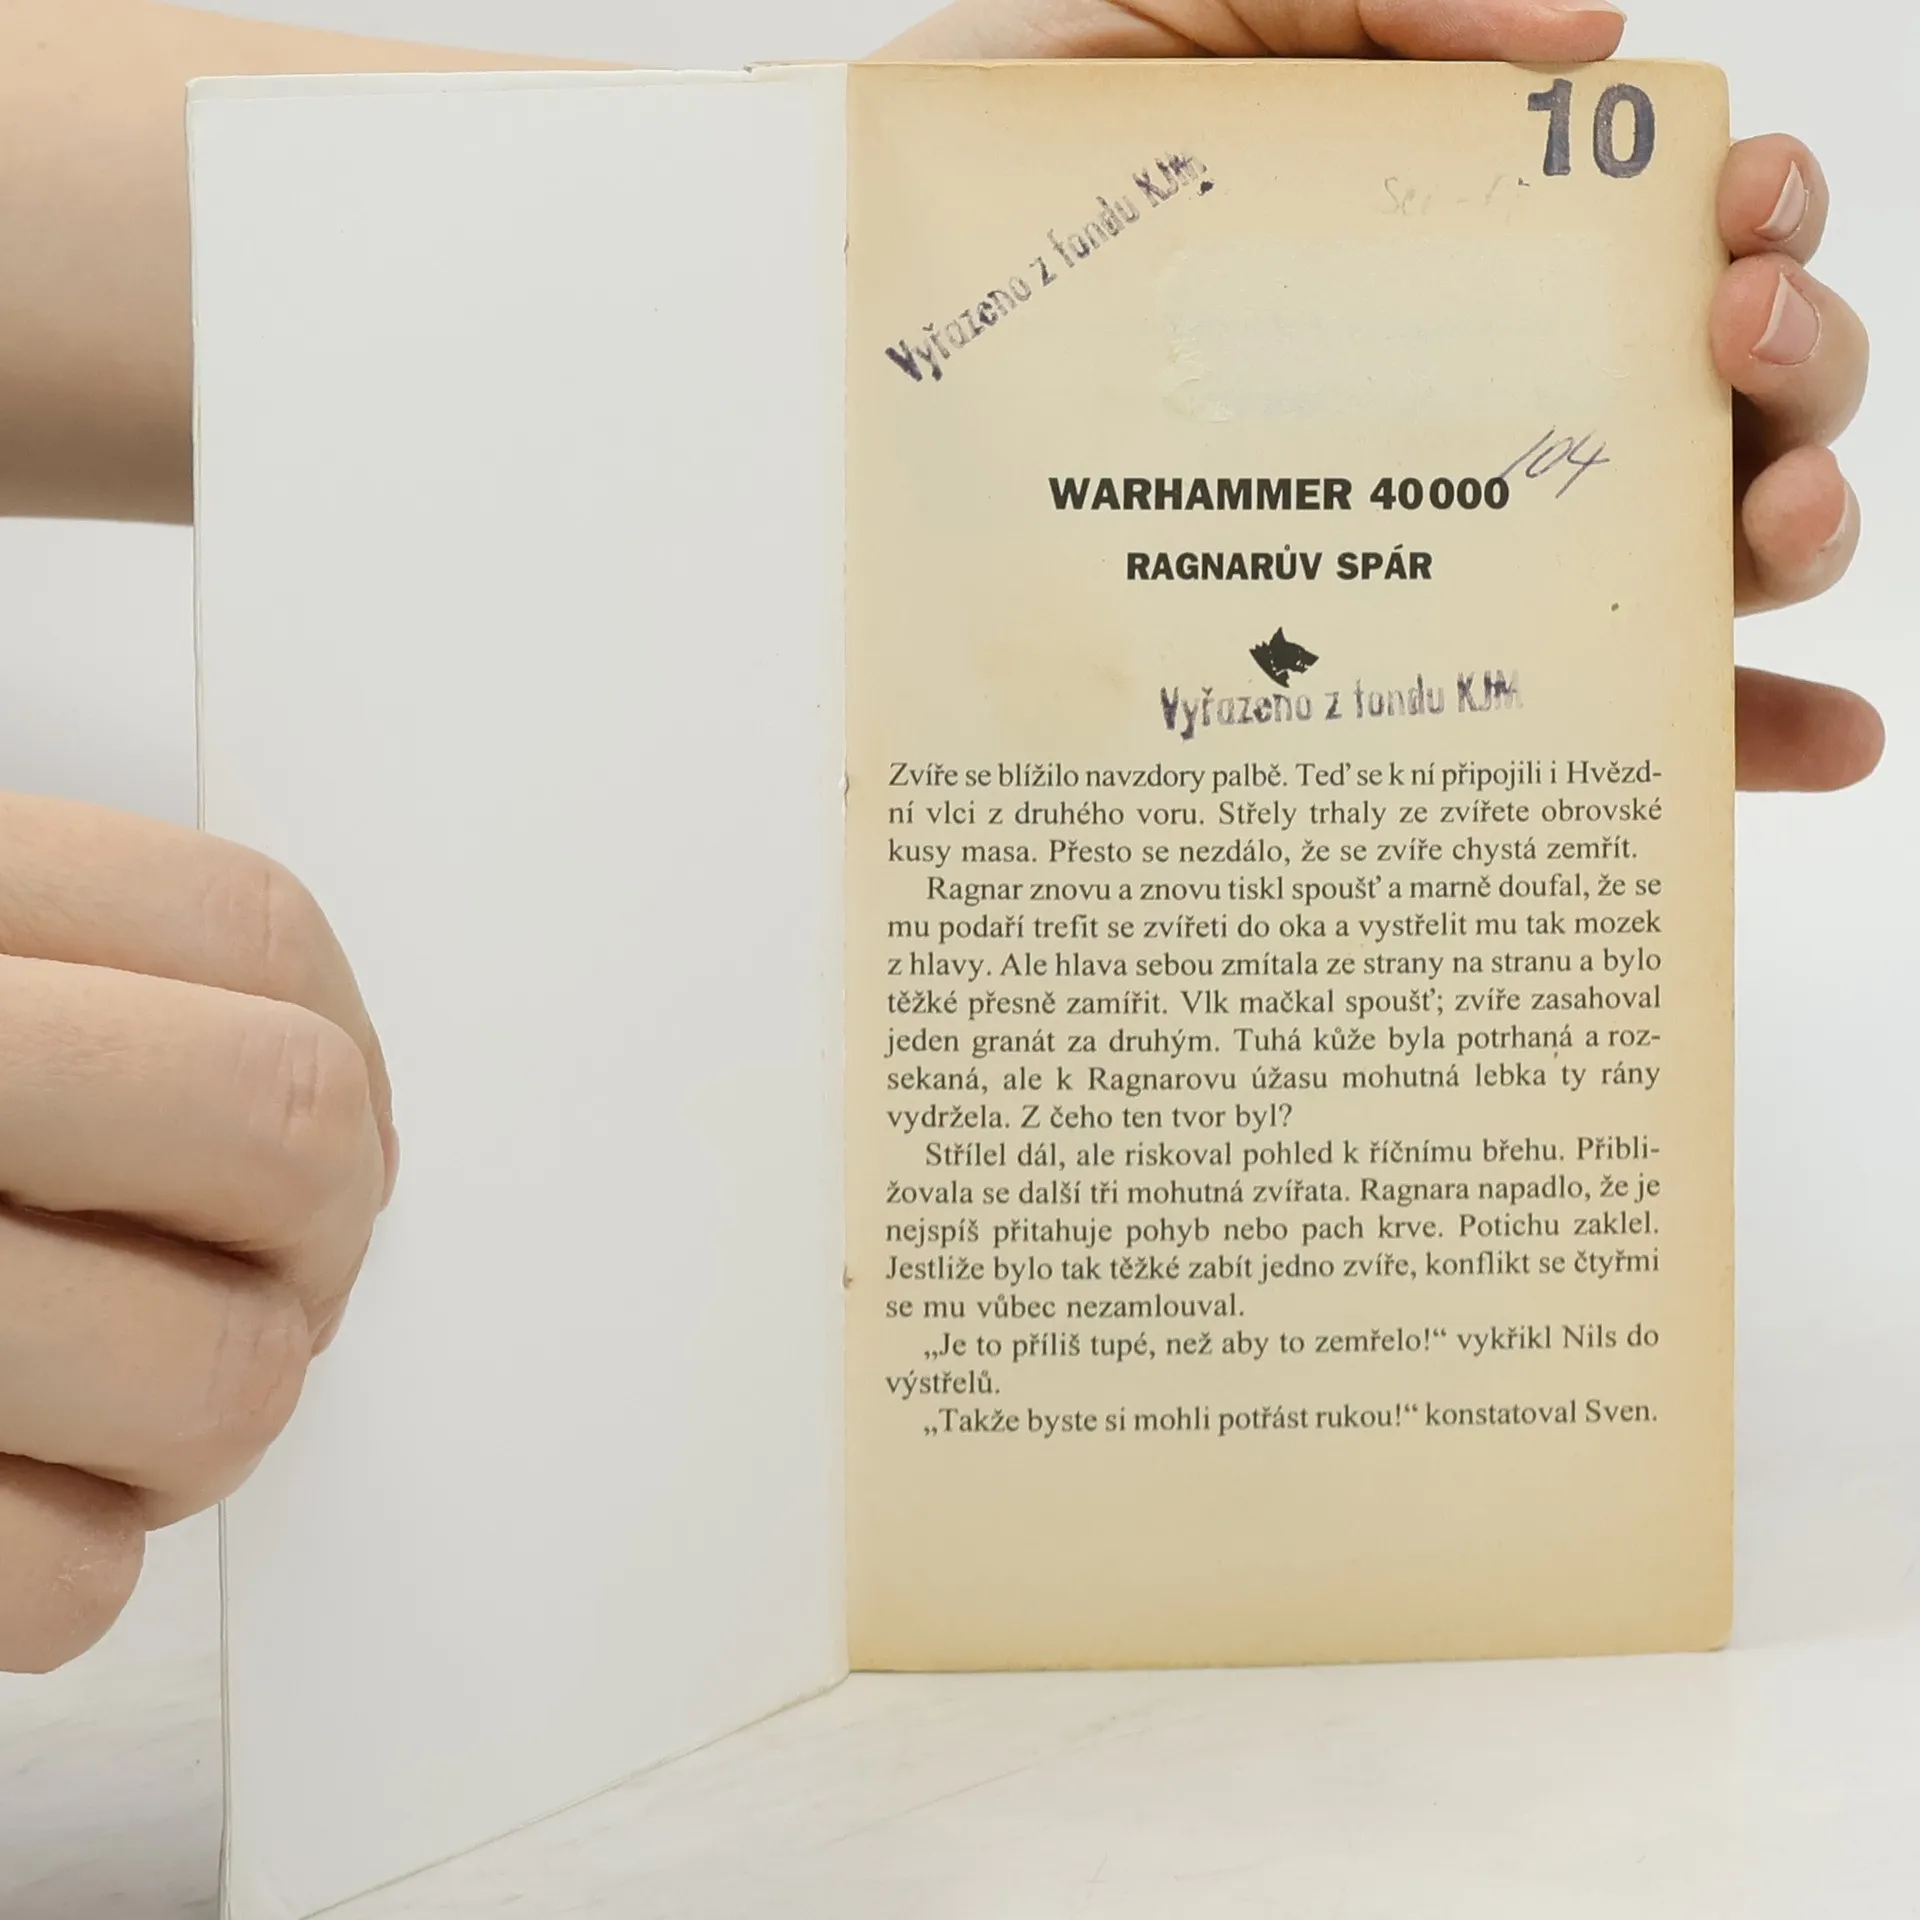 10
Vyřazeno z fondu KJM
104
WARHAMMER 40 000
RAGNARŮV SPÁR
Vyřazeno z fondu KJM
Zvíře se blížilo navzdory palbě. Teď se k ní připojili i Hvězd-
ní vlci z druhého voru. Střely trhaly ze zvířete obrovské
kusy masa. Přesto se nezdálo, že se zvíře chystá zemřít.
Ragnar znovu a znovu tiskl spoušť a marně doufal, že se
mu podaří trefit se zvířeti do oka a vystřelit mu tak mozek
z hlavy. Ale hlava sebou zmítala ze strany na stranu a bylo
těžké přesně zamířit. Vlk mačkal spoušť; zvíře zasahoval
jeden granát za druhým. Tuhá kůže byla potrhaná a roz-
sekaná, ale k Ragnarovu úžasu mohutná lebka ty rány
vydržela. Z čeho ten tvor byl?
Střílel dál, ale riskoval pohled k říčnímu břehu. Přibli-
žovala se další tři mohutná zvířata. Ragnara napadlo, že je
nejspíš přitahuje pohyb nebo pach krve. Potichu zaklel.
Jestliže bylo tak těžké zabít jedno zvíře, konflikt se čtyřmi
se mu vůbec nezamlouval.
„Je to příliš tupé, než aby to zemřelo!“ vykřikl Nils do
výstřelů.
„Takže byste si mohli potřást rukou!“ konstatoval Sven.